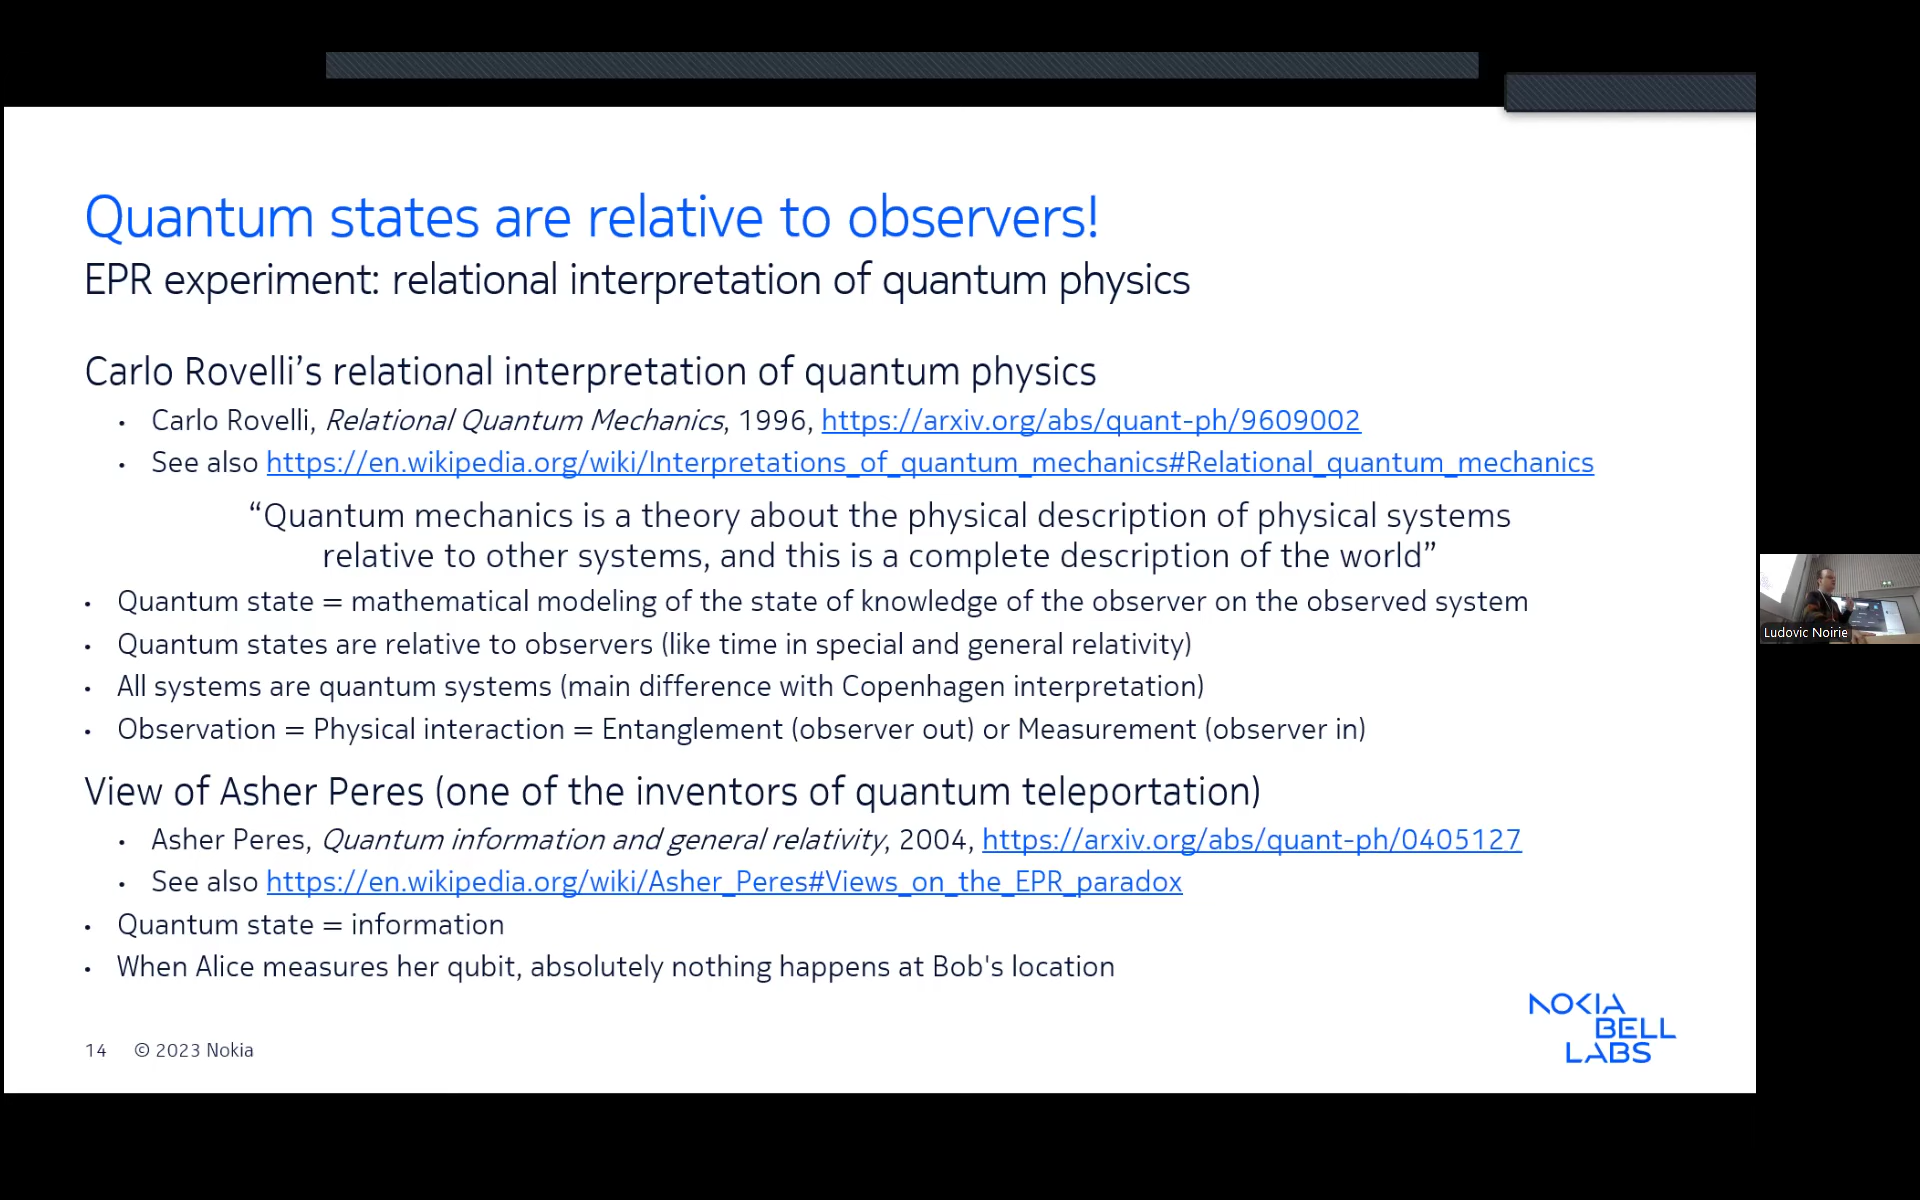 Quantum states are relative to observers!
EPR experiment: relational interpretation of quantum physics
Carlo Rovelli’s relational interpretation of quantum physics
• Carlo Rovelli, Relational Quantum Mechanics, 1996, https://arxiv.org/abs/quant-ph/9609002
• See also https://en.wikipedia.org/wiki/Interpretations_of_quantum_mechanics#Relational_quantum_mechanics
“Quantum mechanics is a theory about the physical description of physical systems
relative to other systems, and this is a complete description of the world”
• Quantum state = mathematical modeling of the state of knowledge of the observer on the observed system
• Quantum states are relative to observers (like time in special and general relativity)
• All systems are quantum systems (main difference with Copenhagen interpretation)
• Observation = Physical interaction = Entanglement (observer out) or Measurement (observer in)
View of Asher Peres (one of the inventors of quantum teleportation)
• Asher Peres, Quantum information and general relativity, 2004, https://arxiv.org/abs/quant-ph/0405127
• See also https://en.wikipedia.org/wiki/Asher_Peres#Views_on_the_EPR_paradox
• Quantum state = information
• When Alice measures her qubit, absolutely nothing happens at Bob's location
14 © 2023 Nokia
NOKIA
BELL
LABS
Ludovic Noirie